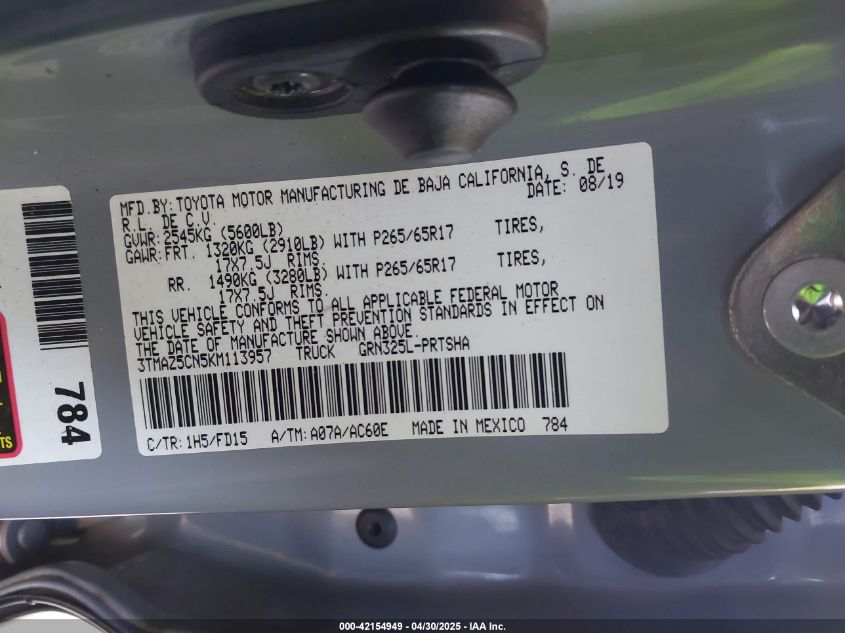 MFD.BY:TOYOTA MOTOR MANUFACTURING DE BAJA CALIFORNIA, S. DE
R.L. DE C.V. DATE: 08/19
GVWR:2545KG (5600LB)
GAWR:FRT. 1320KG (2910LB) WITH P265/65R17 TIRES,
17X7.5J RIMS,
RR. 1490KG (3280LB) WITH P265/65R17 TIRES,
17X7.5J RIMS
THIS VEHICLE CONFORMS TO ALL APPLICABLE FEDERAL MOTOR
VEHICLE SAFETY AND THEFT PREVENTION STANDARDS IN EFFECT ON
THE DATE OF MANUFACTURE SHOWN ABOVE.
3TMAZ5CN5KM113957 TRUCK GRN325L-PRTSHA
C/TR: 1H5/FD15 A/TM: A07A/AC60E MADE IN MEXICO 784
784
TS
000-42154949 - 04/30/2025 - IAA Inc.